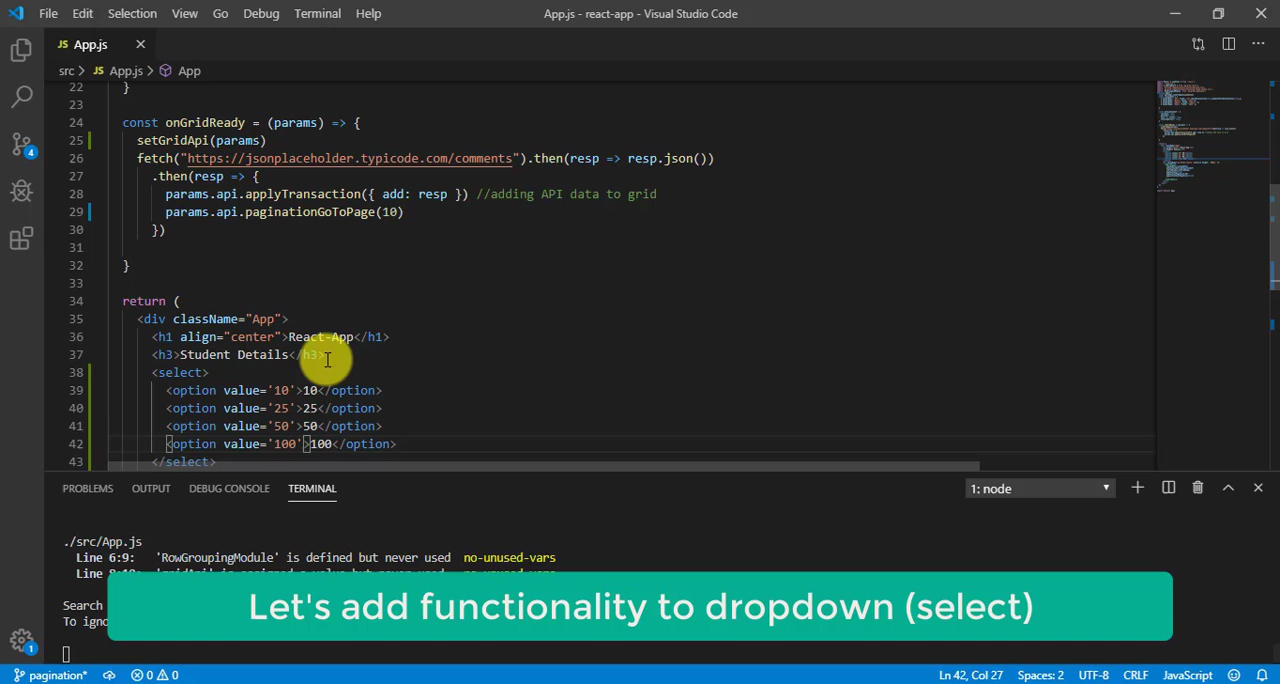 File Edit Selection View Go Debug Terminal Help
App.js - react-app - Visual Studio Code
JS App.js
src > JS App.js > App
22 }
23
24 const onGridReady = (params) => {
25 setGridApi(params)
26 fetch("https://jsonplaceholder.typicode.com/comments").then(resp => resp.json())
27 .then(resp => {
28 params.api.applyTransaction({ add: resp }) //adding API data to grid
29 params.api.paginationGoToPage(10)
30 })
31
32 }
33
34 return (
35 <div className="App">
36 <h1 align="center">React-App</h1>
37 <h3>Student Details</h3>
38 <select>
39 <option value='10'>10</option>
40 <option value='25'>25</option>
41 <option value='50'>50</option>
42 <option value='100'>100</option>
43 </select>
PROBLEMS OUTPUT DEBUG CONSOLE TERMINAL
1: node
./src/App.js
Line 6:9: 'RowGroupingModule' is defined but never used no-unused-vars
Search
To igno
Let's add functionality to dropdown (select)
4
1
pagination* 0 0
Ln 42, Col 27 Spaces: 2 UTF-8 CRLF JavaScript